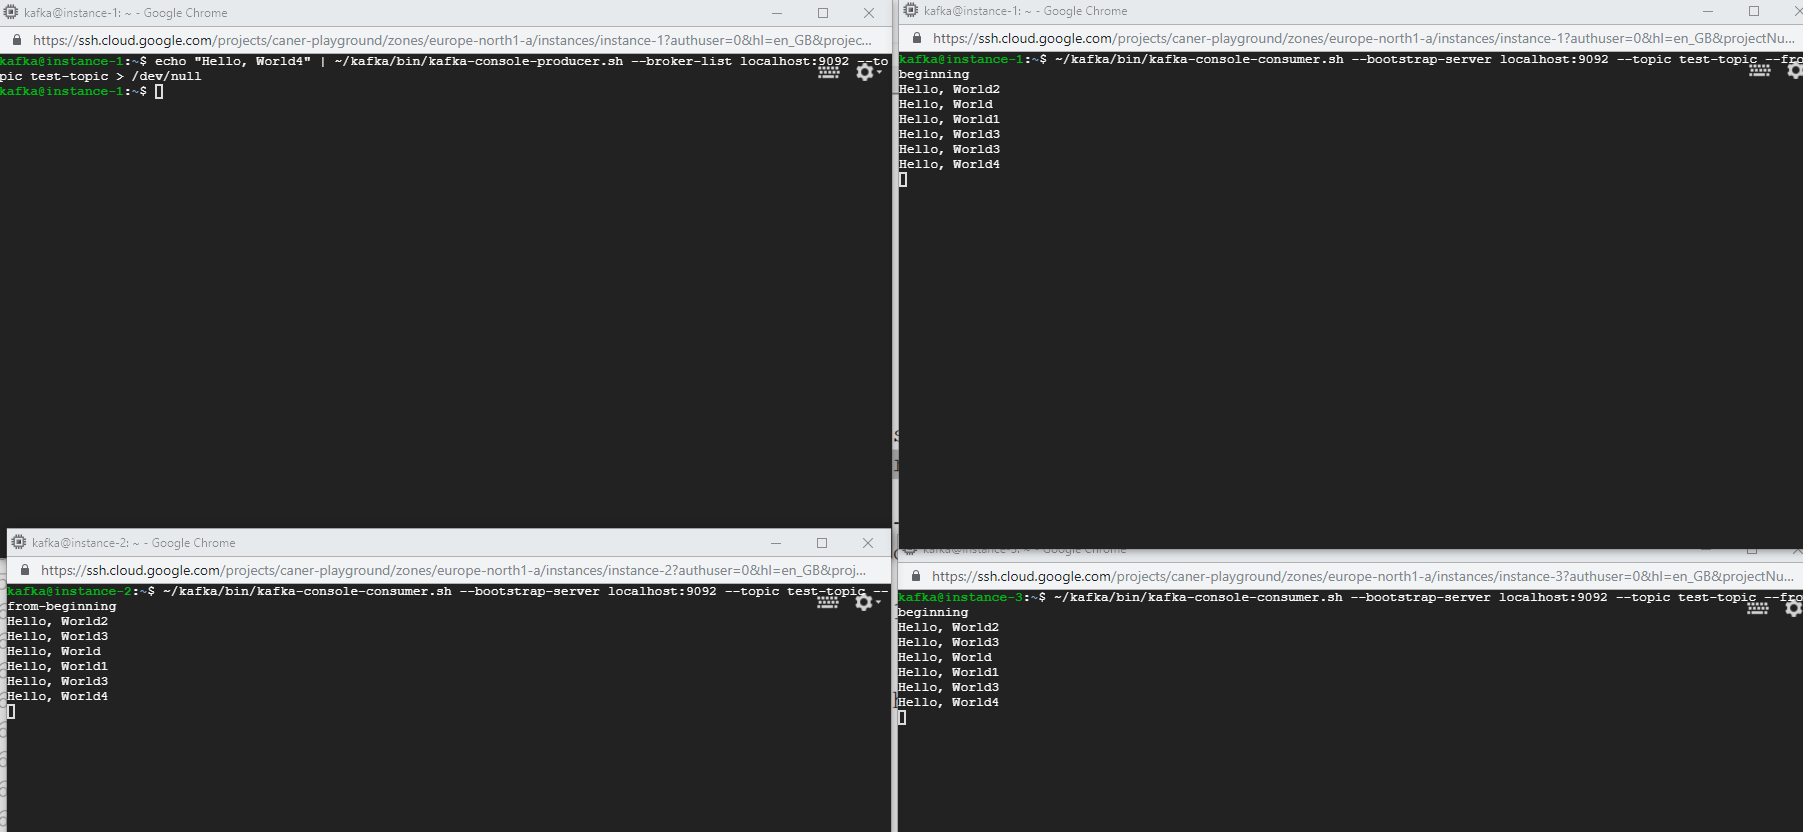 kafka@instance-1: ~ - Google Chrome
https://ssh.cloud.google.com/projects/caner-playground/zones/europe-north1-a/instances/instance-1?authuser=0&hl=en_GB&projec...
kafka@instance-1:~$ echo "Hello, World4" | ~/kafka/bin/kafka-console-producer.sh --broker-list localhost:9092 --to
pic test-topic > /dev/null
kafka@instance-1:~$
kafka@instance-1: ~ - Google Chrome
https://ssh.cloud.google.com/projects/caner-playground/zones/europe-north1-a/instances/instance-1?authuser=0&hl=en_GB&projectNu...
kafka@instance-1:~$ ~/kafka/bin/kafka-console-consumer.sh --bootstrap-server localhost:9092 --topic test-topic --fro
beginning
Hello, World2
Hello, World
Hello, World1
Hello, World3
Hello, World3
Hello, World4
kafka@instance-2: ~ - Google Chrome
https://ssh.cloud.google.com/projects/caner-playground/zones/europe-north1-a/instances/instance-2?authuser=0&hl=en_GB&proj...
kafka@instance-2:~$ ~/kafka/bin/kafka-console-consumer.sh --bootstrap-server localhost:9092 --topic test-topic --
from-beginning
Hello, World2
Hello, World3
Hello, World
Hello, World1
Hello, World3
Hello, World4
kafka@instance-3: ~ - Google Chrome
https://ssh.cloud.google.com/projects/caner-playground/zones/europe-north1-a/instances/instance-3?authuser=0&hl=en_GB&projectNu...
kafka@instance-3:~$ ~/kafka/bin/kafka-console-consumer.sh --bootstrap-server localhost:9092 --topic test-topic --fro
beginning
Hello, World2
Hello, World3
Hello, World
Hello, World1
Hello, World3
Hello, World4